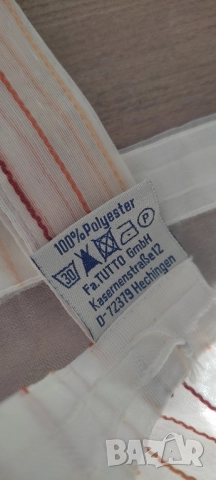 100% Polyester
30 P
Fa. TUTTO GmbH
Kasernenstraße 12
D-72379 Hechingen
BAZAR